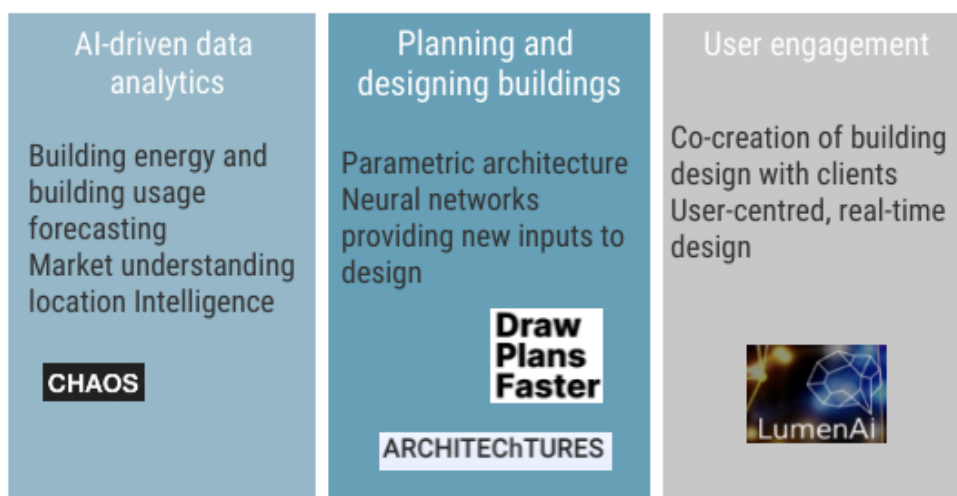 AI-driven data
analytics
Building energy and
building usage
forecasting
Market understanding
location Intelligence
CHAOS
Planning and
designing buildings
Parametric architecture
Neural networks
providing new inputs to
design
Draw
Plans
Faster
ARCHITEChTURES
User engagement
Co-creation of building
design with clients
User-centred, real-time
design
LumenAi